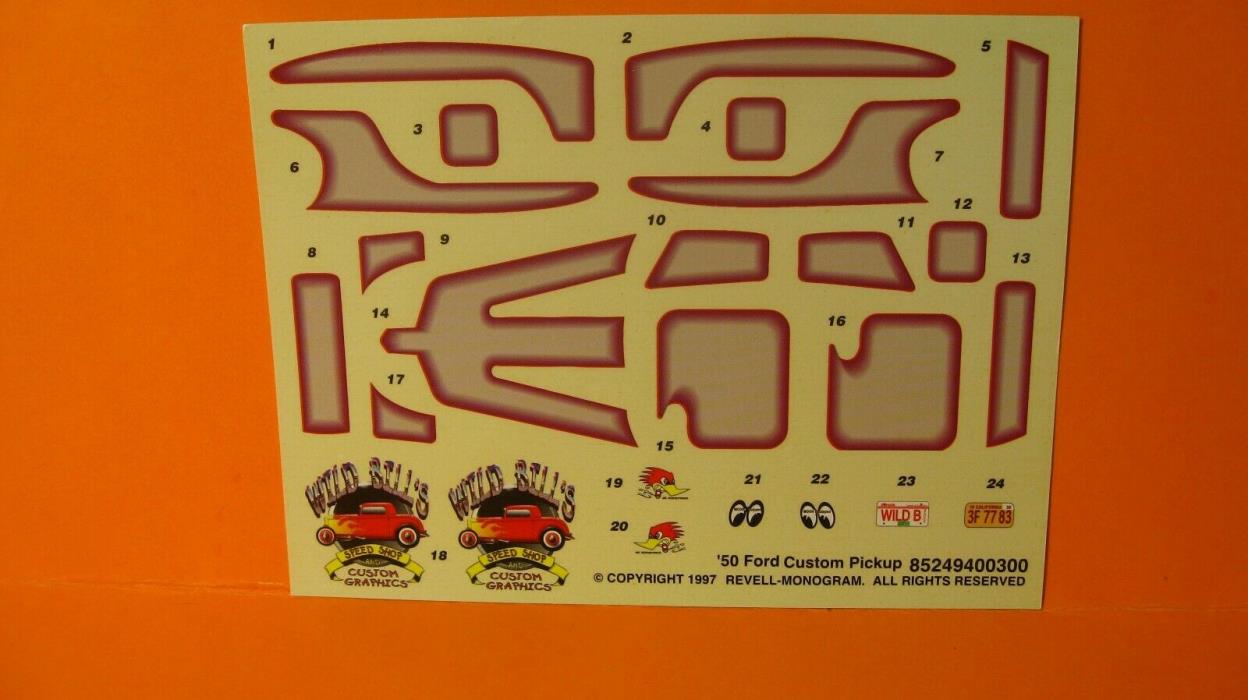 1
2
5
3
4
6
7
10
11
12
8
9
13
14
16
17
15
WILD BILL'S
SPEED SHOP
AND
CUSTOM
GRAPHICS
18
WILD BILL'S
SPEED SHOP
AND
CUSTOM
GRAPHICS
19
20
21
22
23
24
WILD B
CALIFORNIA
3F 77 83
'50 Ford Custom Pickup 85249400300
© COPYRIGHT 1997 REVELL-MONOGRAM. ALL RIGHTS RESERVED